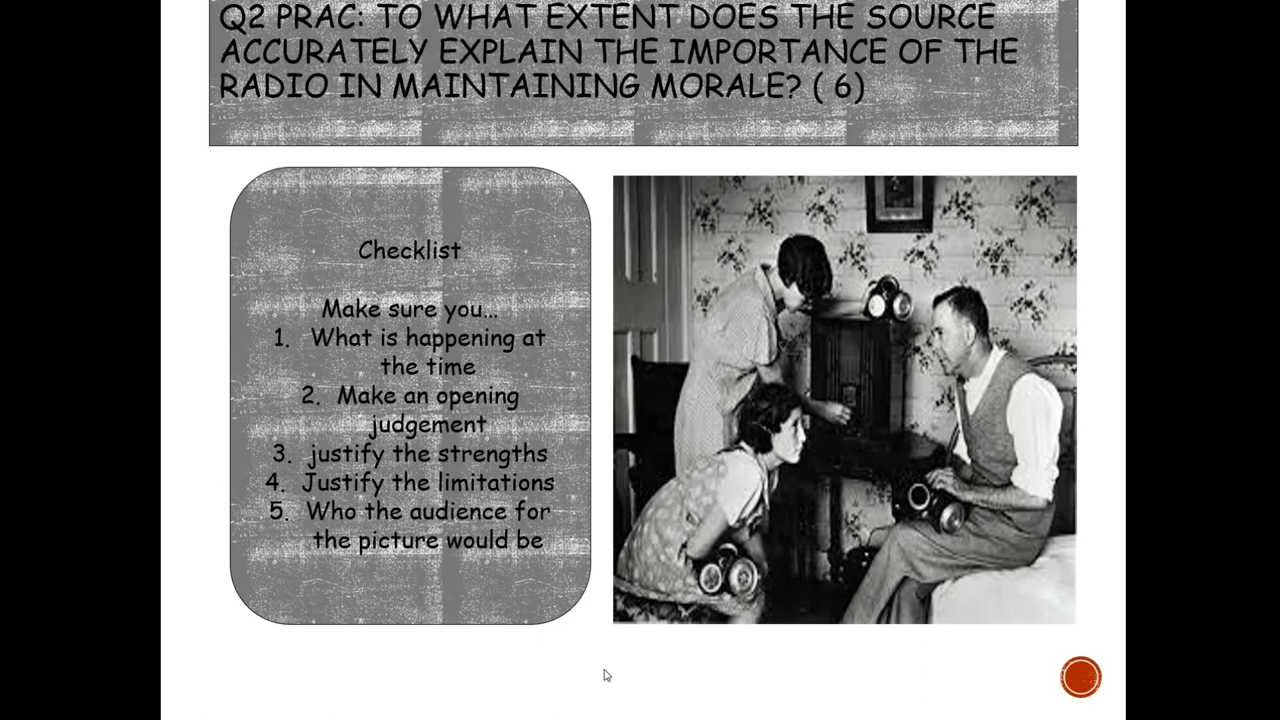 Q2 PRAC: TO WHAT EXTENT DOES THE SOURCE
ACCURATELY EXPLAIN THE IMPORTANCE OF THE
RADIO IN MAINTAINING MORALE? ( 6)
Checklist
Make sure you...
1. What is happening at
the time
2. Make an opening
judgement
3. justify the strengths
4. Justify the limitations
5. Who the audience for
the picture would be